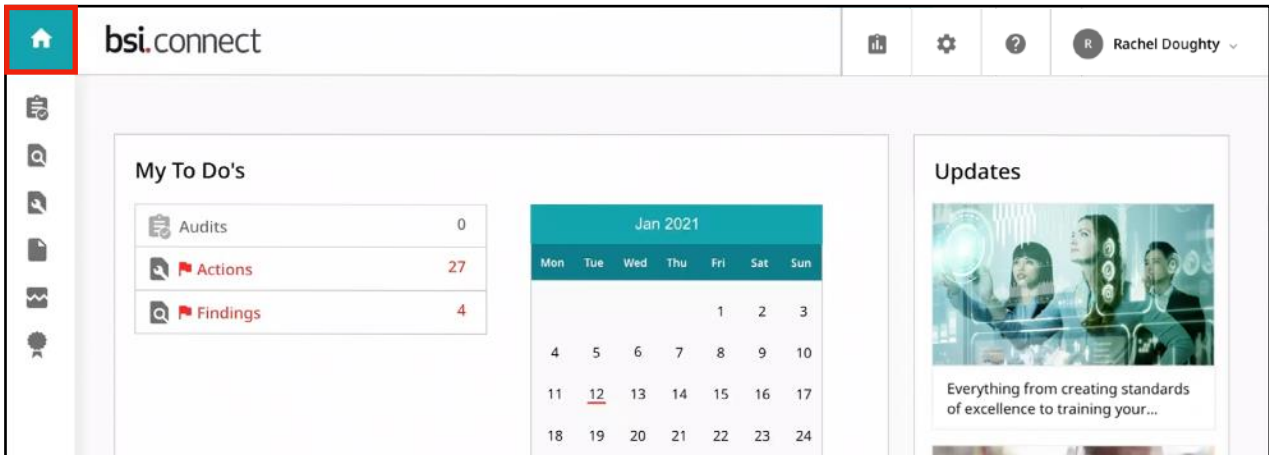 bsi.connect
R Rachel Doughty
My To Do's
Audits 0
Actions 27
Findings 4
Jan 2021
Mon Tue Wed Thu Fri Sat Sun
1 2 3
4 5 6 7 8 9 10
11 12 13 14 15 16 17
18 19 20 21 22 23 24
Updates
Everything from creating standards
of excellence to training your...